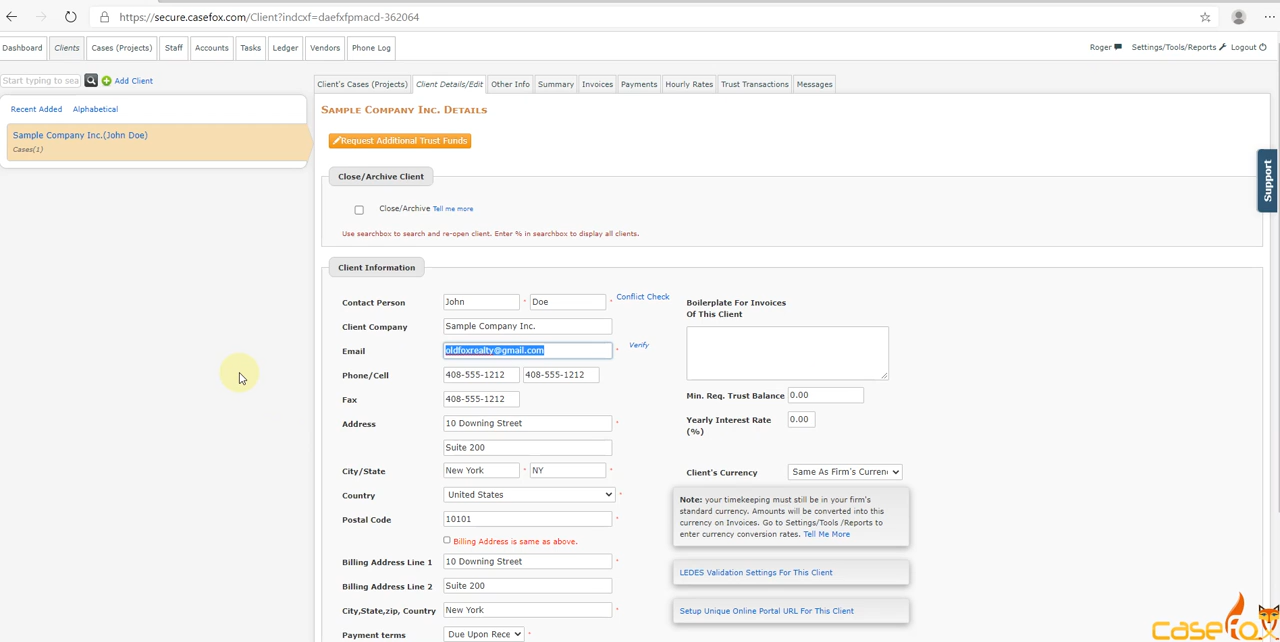 https://secure.casefox.com/Client?indcxf=daefxfpmacd-362064
Dashboard Clients Cases (Projects) Staff Accounts Tasks Ledger Vendors Phone Log
Roger Settings/Tools/Reports Logout
Start typing to sea Add Client
Recent Added Alphabetical
Sample Company Inc.(John Doe)
Cases(1)
Client's Cases (Projects) Client Details/Edit Other Info Summary Invoices Payments Hourly Rates Trust Transactions Messages
Sample Company Inc. Details
Request Additional Trust Funds
Close/Archive Client
Close/Archive Tell me more
Use searchbox to search and re-open client. Enter % in searchbox to display all clients.
Client Information
Contact Person John * Doe * Conflict Check
Client Company Sample Company Inc.
Email oldfoxrealty@gmail.com * Verify
Phone/Cell 408-555-1212 408-555-1212
Fax 408-555-1212
Address 10 Downing Street *
Suite 200
City/State New York * NY *
Country United States *
Postal Code 10101 *
Billing Address is same as above.
Billing Address Line 1 10 Downing Street *
Billing Address Line 2 Suite 200
City,State,zip, Country New York *
Payment terms Due Upon Rece *
Boilerplate For Invoices
Of This Client
Min. Req. Trust Balance 0.00
Yearly Interest Rate 0.00
(%)
Client's Currency Same As Firm's Curren
Note: your timekeeping must still be in your firm's
standard currency. Amounts will be converted into this
currency on Invoices. Go to Settings/Tools /Reports to
enter currency conversion rates. Tell Me More
LEDES Validation Settings For This Client
Setup Unique Online Portal URL For This Client
Support
CASEFOX